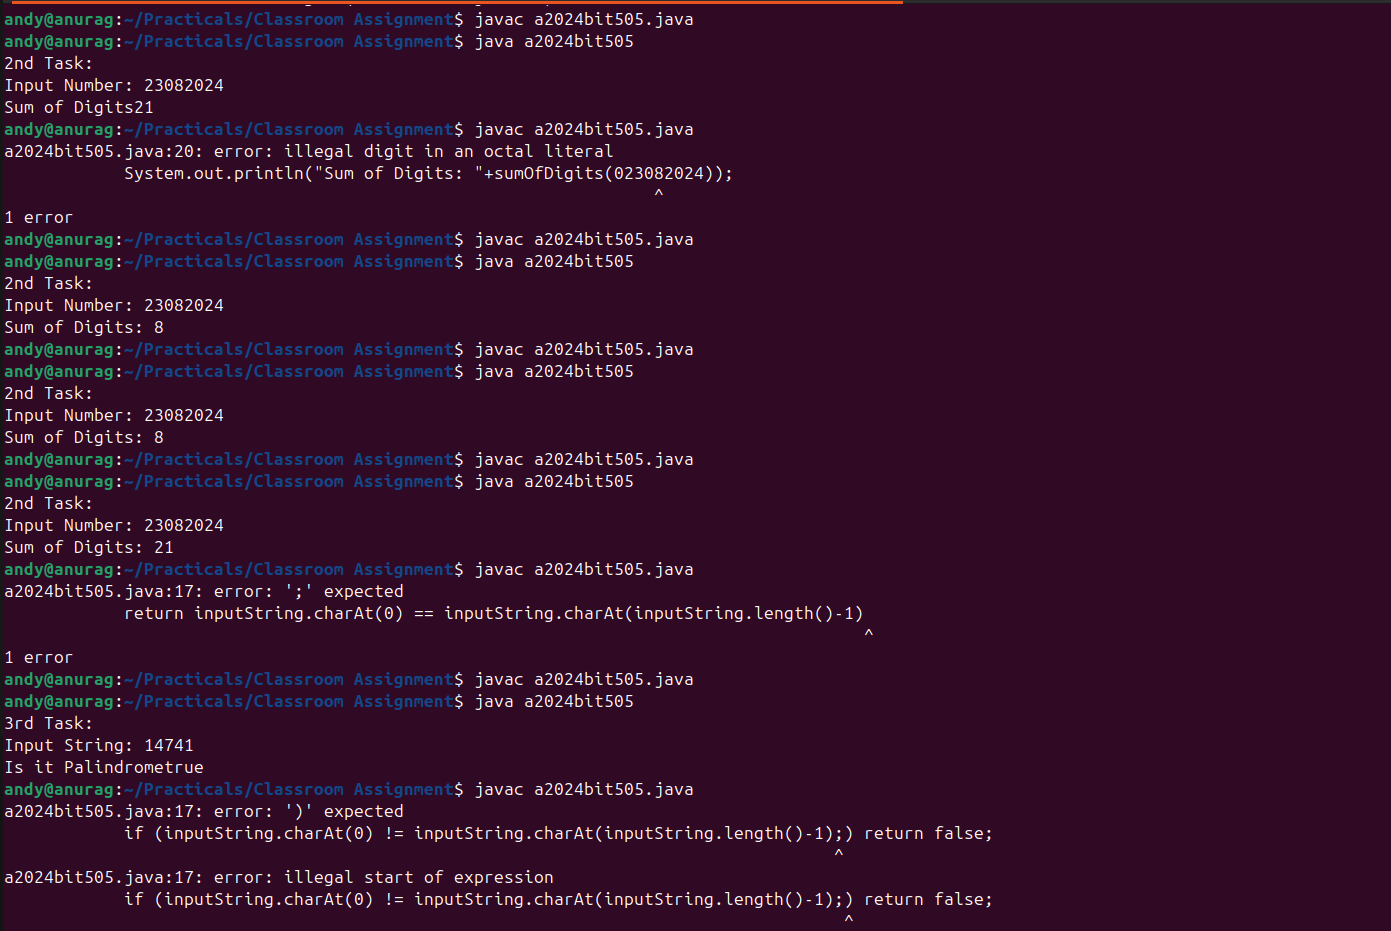 andy@anurag:~/Practicals/Classroom Assignment$ javac a2024bit505.java
andy@anurag:~/Practicals/Classroom Assignment$ java a2024bit505
2nd Task:
Input Number: 23082024
Sum of Digits21
andy@anurag:~/Practicals/Classroom Assignment$ javac a2024bit505.java
a2024bit505.java:20: error: illegal digit in an octal literal
            System.out.println("Sum of Digits: "+sumOfDigits(023082024));
                                                                 ^
1 error
andy@anurag:~/Practicals/Classroom Assignment$ javac a2024bit505.java
andy@anurag:~/Practicals/Classroom Assignment$ java a2024bit505
2nd Task:
Input Number: 23082024
Sum of Digits: 8
andy@anurag:~/Practicals/Classroom Assignment$ javac a2024bit505.java
andy@anurag:~/Practicals/Classroom Assignment$ java a2024bit505
2nd Task:
Input Number: 23082024
Sum of Digits: 8
andy@anurag:~/Practicals/Classroom Assignment$ javac a2024bit505.java
andy@anurag:~/Practicals/Classroom Assignment$ java a2024bit505
2nd Task:
Input Number: 23082024
Sum of Digits: 21
andy@anurag:~/Practicals/Classroom Assignment$ javac a2024bit505.java
a2024bit505.java:17: error: ';' expected
            return inputString.charAt(0) == inputString.charAt(inputString.length()-1)
                                                                                      ^
1 error
andy@anurag:~/Practicals/Classroom Assignment$ javac a2024bit505.java
andy@anurag:~/Practicals/Classroom Assignment$ java a2024bit505
3rd Task:
Input String: 14741
Is it Palindrometrue
andy@anurag:~/Practicals/Classroom Assignment$ javac a2024bit505.java
a2024bit505.java:17: error: ')' expected
            if (inputString.charAt(0) != inputString.charAt(inputString.length()-1);) return false;
                                                                                   ^
a2024bit505.java:17: error: illegal start of expression
            if (inputString.charAt(0) != inputString.charAt(inputString.length()-1);) return false;
                                                                                    ^